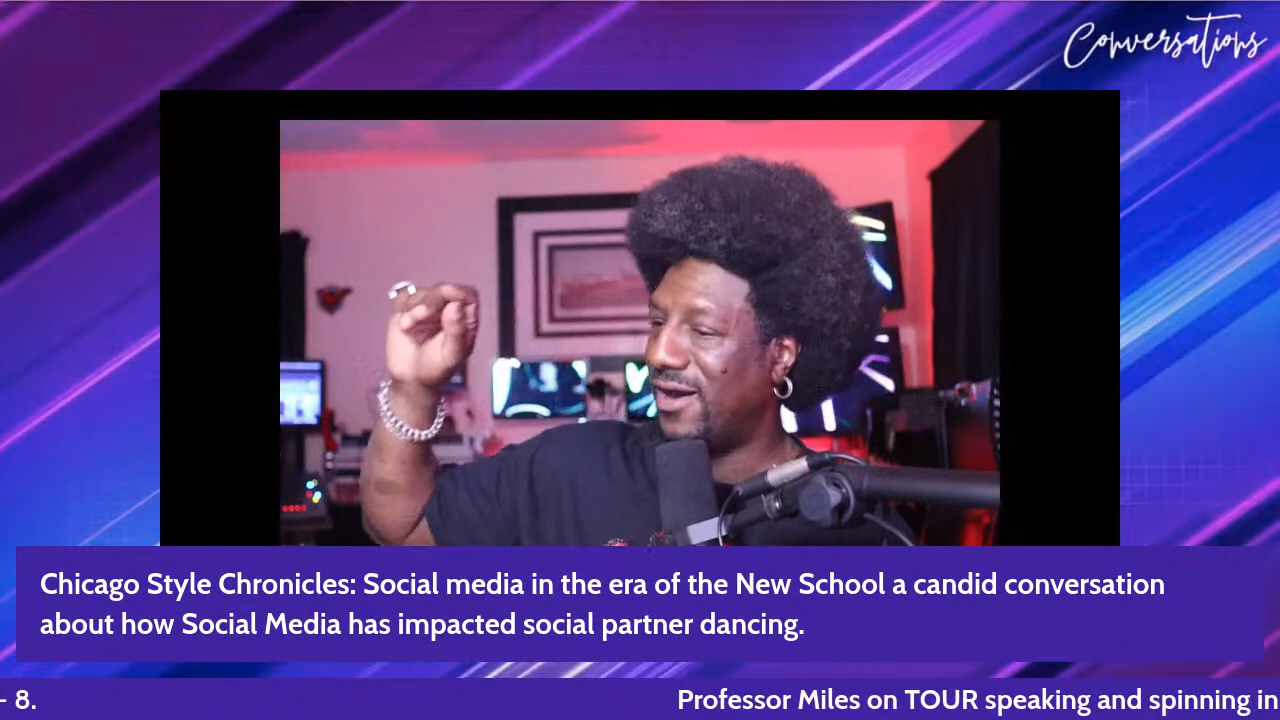 Conversations
Chicago Style Chronicles: Social media in the era of the New School a candid conversation
about how Social Media has impacted social partner dancing.
- 8.
Professor Miles on TOUR speaking and spinning in